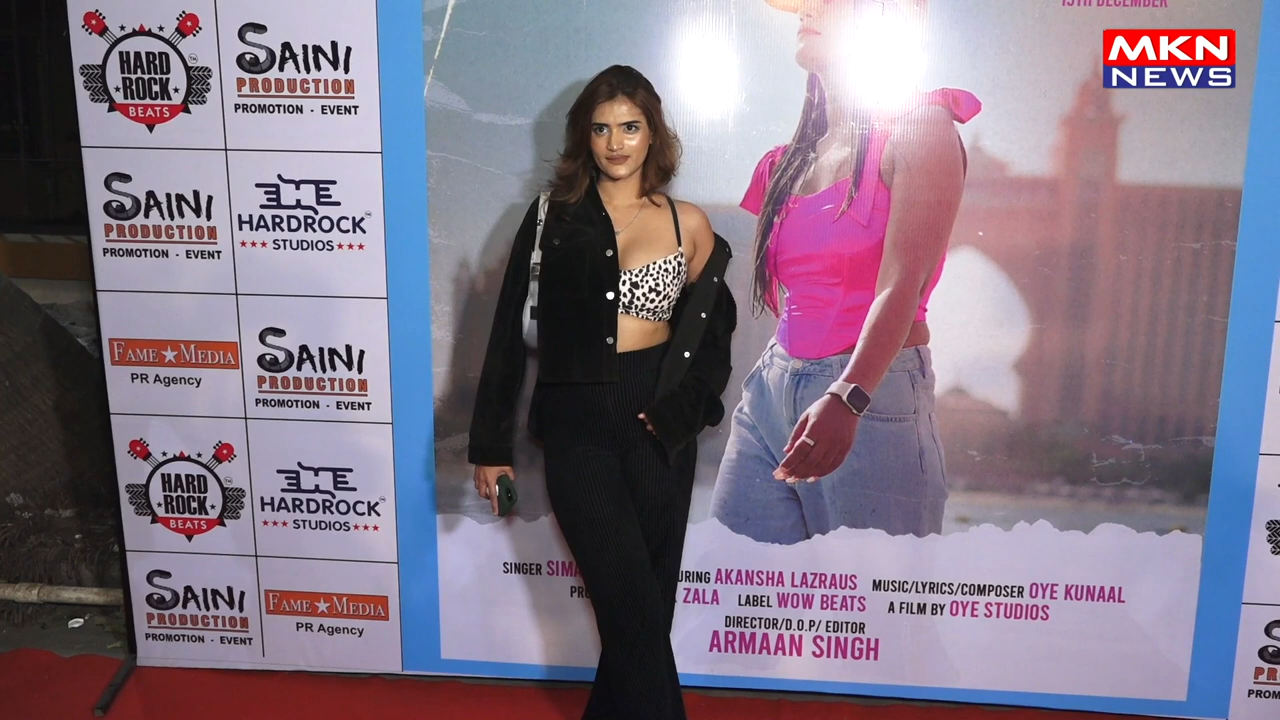 15TH DECEMBER
MKN
NEWS
HARD
ROCK
BEATS
SAINI
PRODUCTION
PROMOTION - EVENT
SAINI
PRODUCTION
PROMOTION - EVENT
HARDROCK
STUDIOS
FAME★MEDIA
PR Agency
SAINI
PRODUCTION
PROMOTION - EVENT
HARD
ROCK
BEATS
HARDROCK
STUDIOS
SAINI
PRODUCTION
PROMOTION - EVENT
FAME★MEDIA
PR Agency
SINGER
AKANSHA LAZRAUS MUSIC/LYRICS/COMPOSER OYE KUNAAL
ZALA LABEL WOW BEATS A FILM BY OYE STUDIOS
DIRECTOR/D.O.P/ EDITOR
ARMAAN SINGH